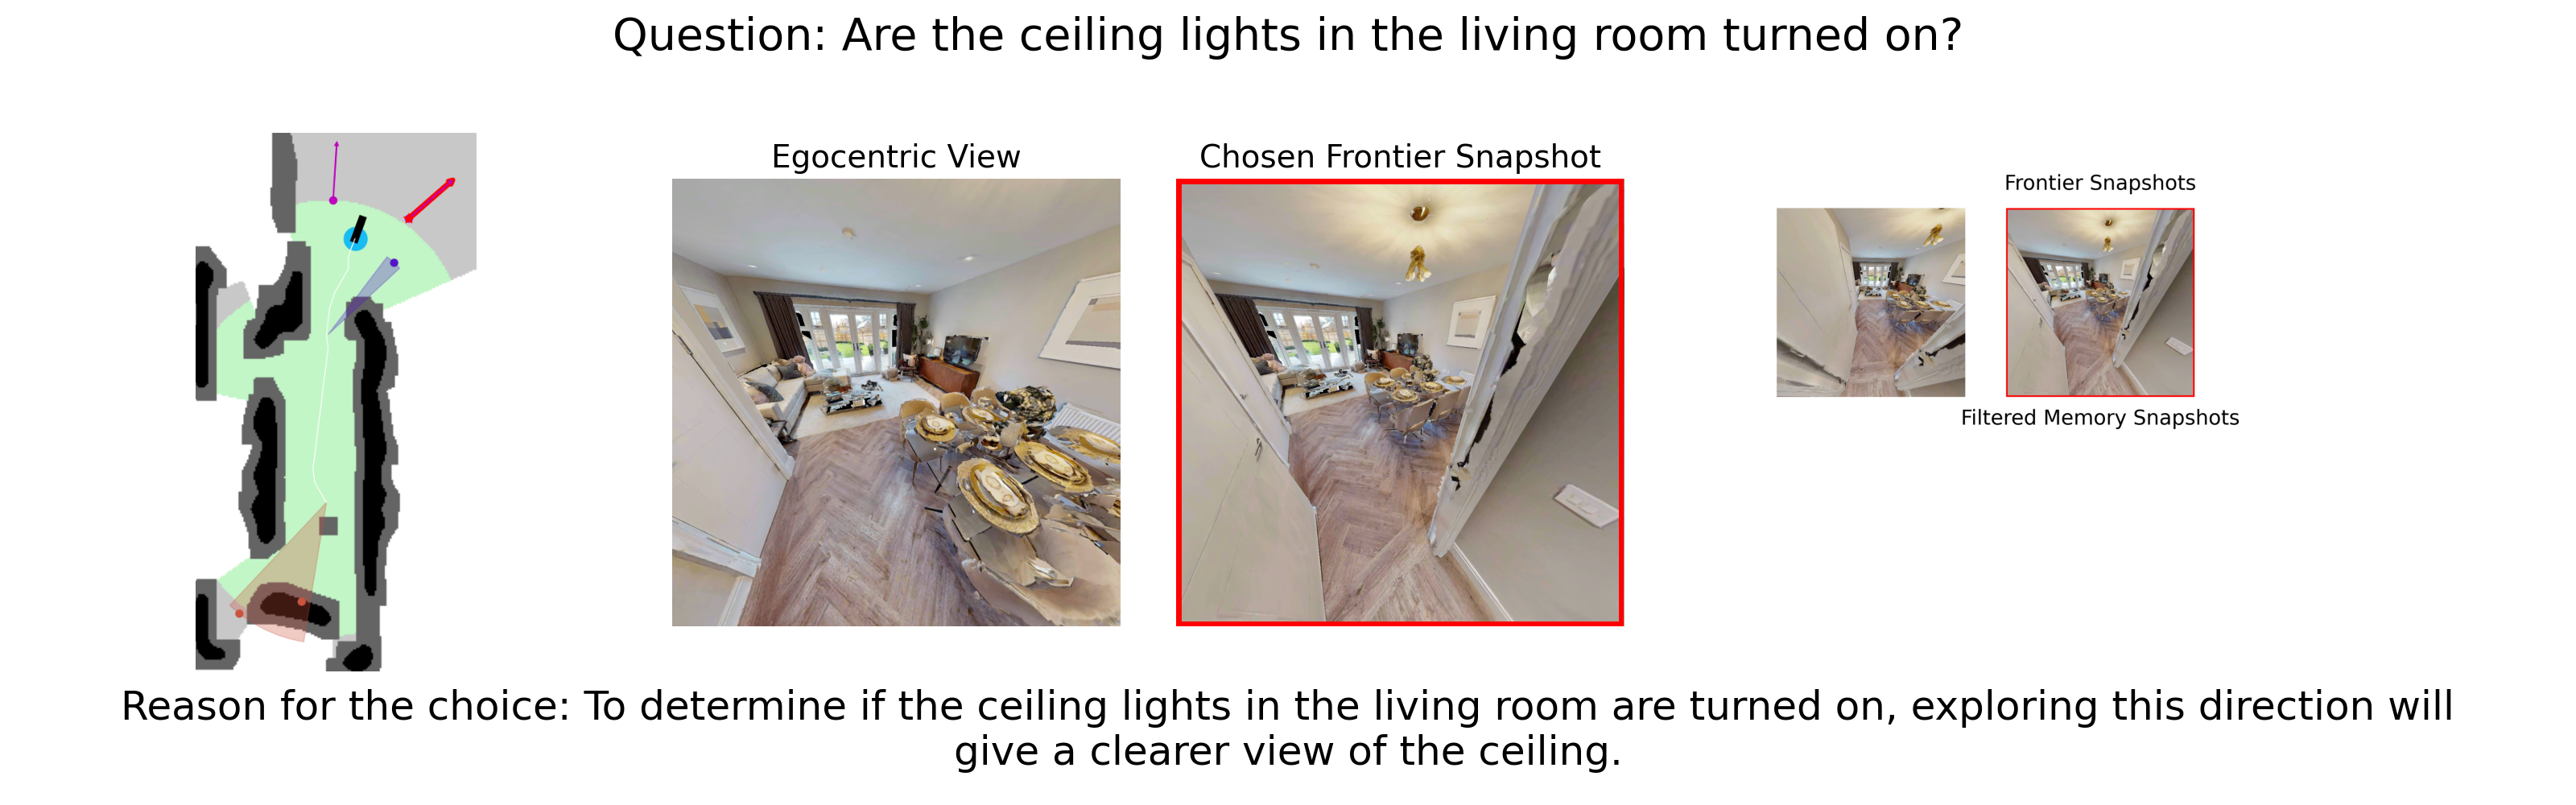 Question: Are the ceiling lights in the living room turned on?
Egocentric View
Chosen Frontier Snapshot
Frontier Snapshots
Filtered Memory Snapshots
Reason for the choice: To determine if the ceiling lights in the living room are turned on, exploring this direction will
give a clearer view of the ceiling.